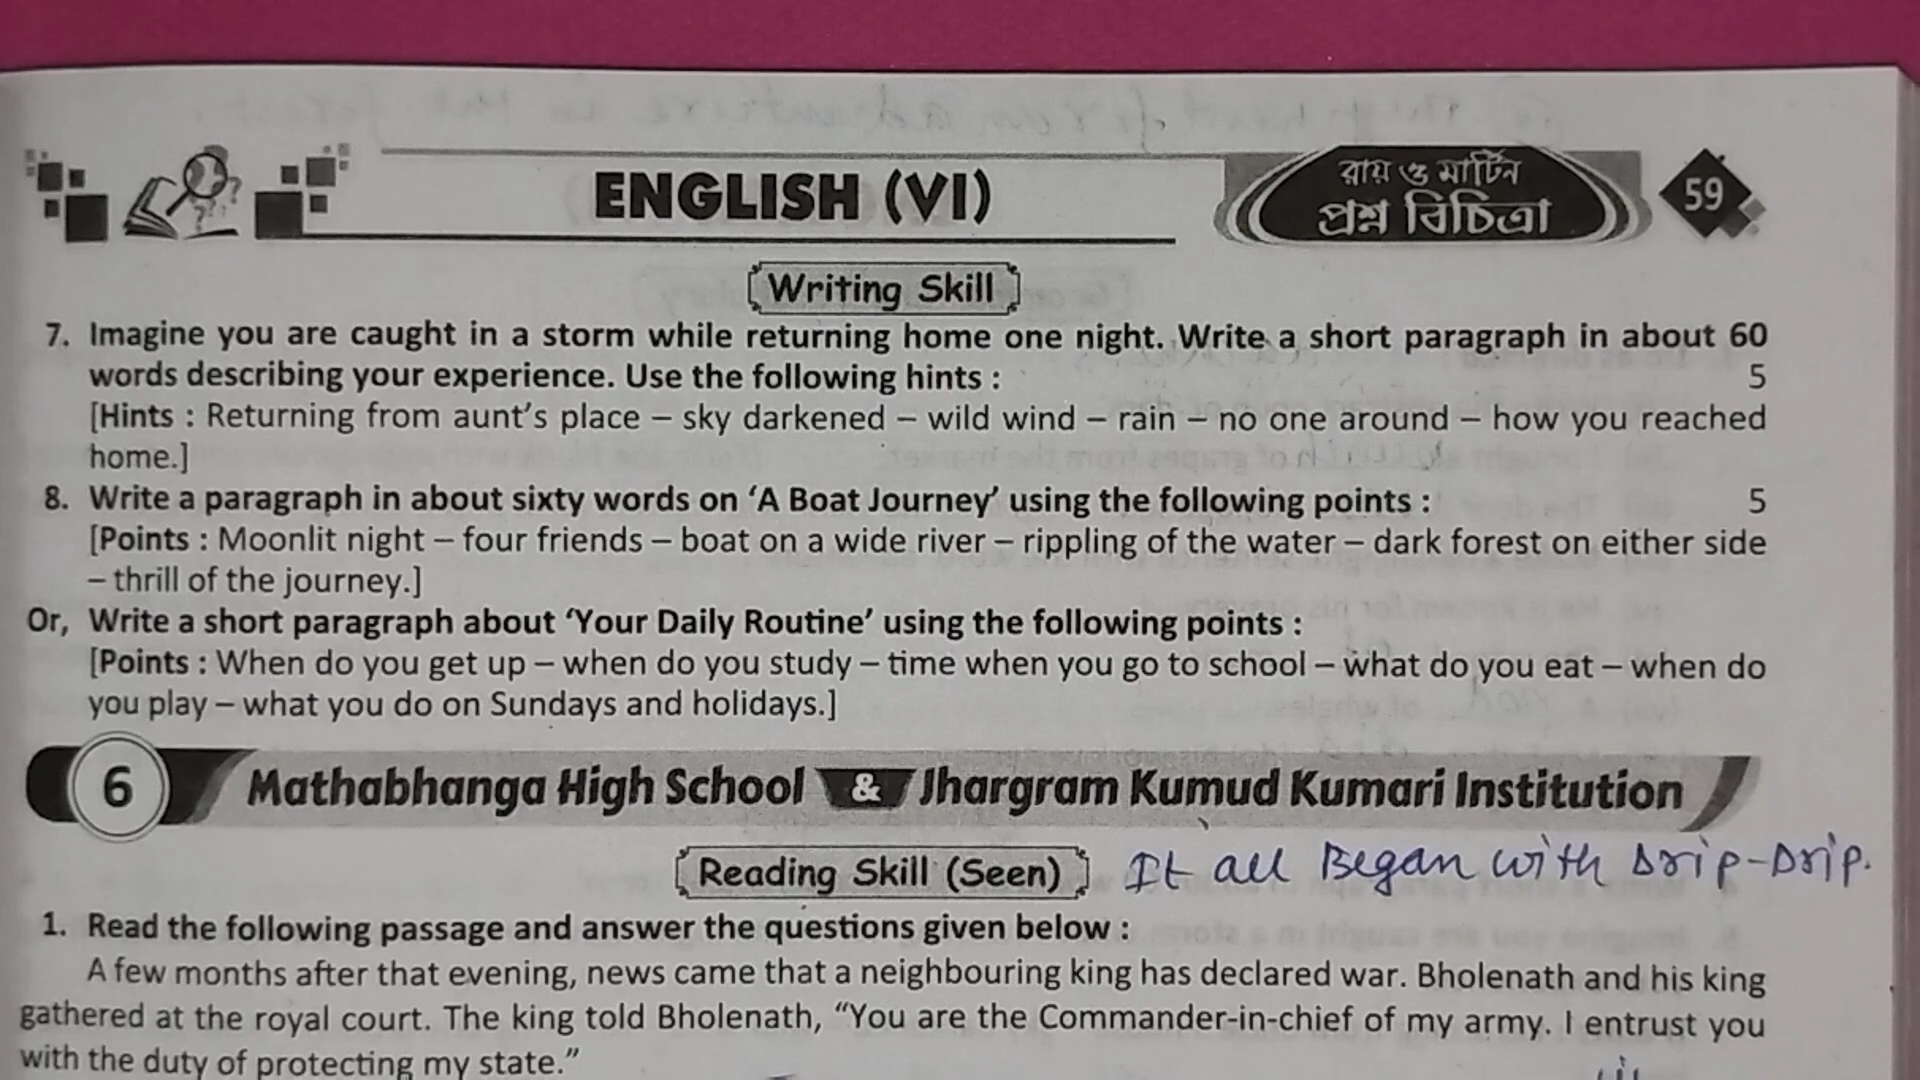 ENGLISH (VI)
রায় ও মার্টিন
প্রশ্ন বিচিত্রা
59
Writing Skill
7. Imagine you are caught in a storm while returning home one night. Write a short paragraph in about 60
words describing your experience. Use the following hints : 5
[Hints : Returning from aunt's place – sky darkened – wild wind – rain – no one around – how you reached
home.]
8. Write a paragraph in about sixty words on 'A Boat Journey' using the following points : 5
[Points : Moonlit night – four friends – boat on a wide river – rippling of the water – dark forest on either side
– thrill of the journey.]
Or, Write a short paragraph about 'Your Daily Routine' using the following points :
[Points : When do you get up – when do you study – time when you go to school – what do you eat – when do
you play – what you do on Sundays and holidays.]
6 Mathabhanga High School & Jhargram Kumud Kumari Institution
Reading Skill (Seen) It all Began with Drip-Drip.
1. Read the following passage and answer the questions given below :
A few months after that evening, news came that a neighbouring king has declared war. Bholenath and his king
gathered at the royal court. The king told Bholenath, "You are the Commander-in-chief of my army. I entrust you
with the duty of protecting my state."